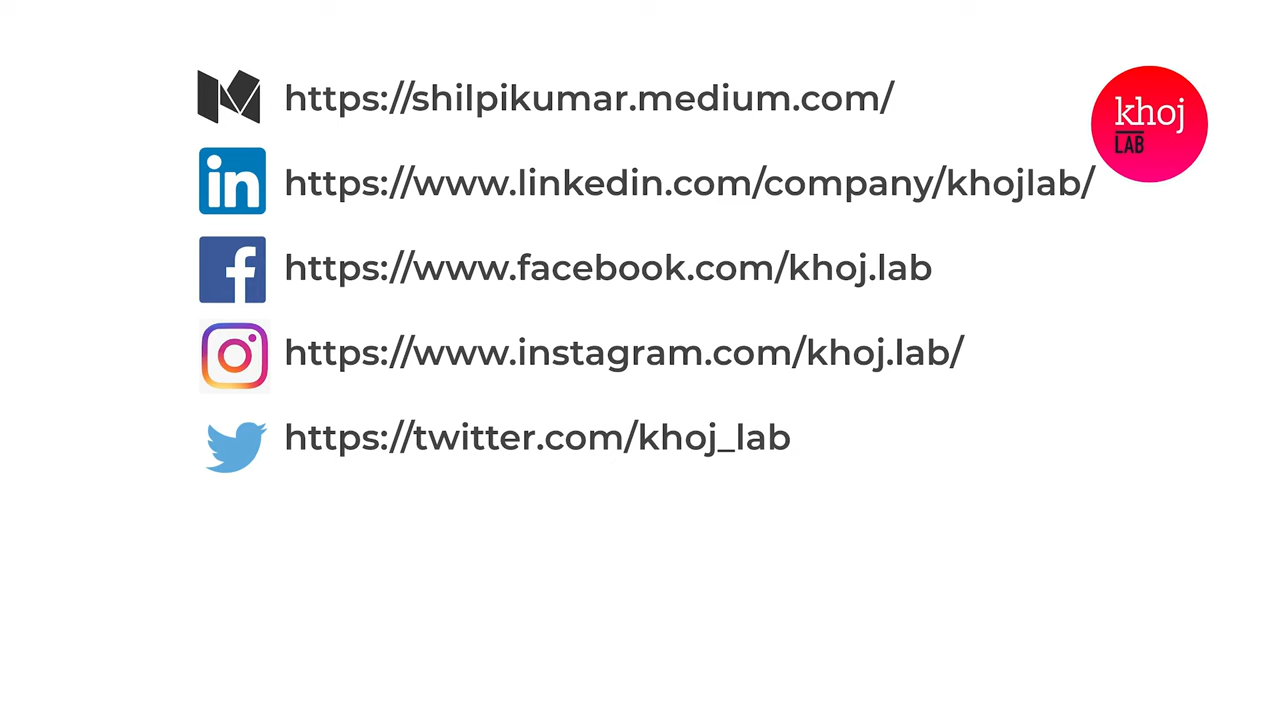 https://shilpikumar.medium.com/
khoj
LAB
in https://www.linkedin.com/company/khojlab/
f https://www.facebook.com/khoj.lab
https://www.instagram.com/khoj.lab/
https://twitter.com/khoj_lab